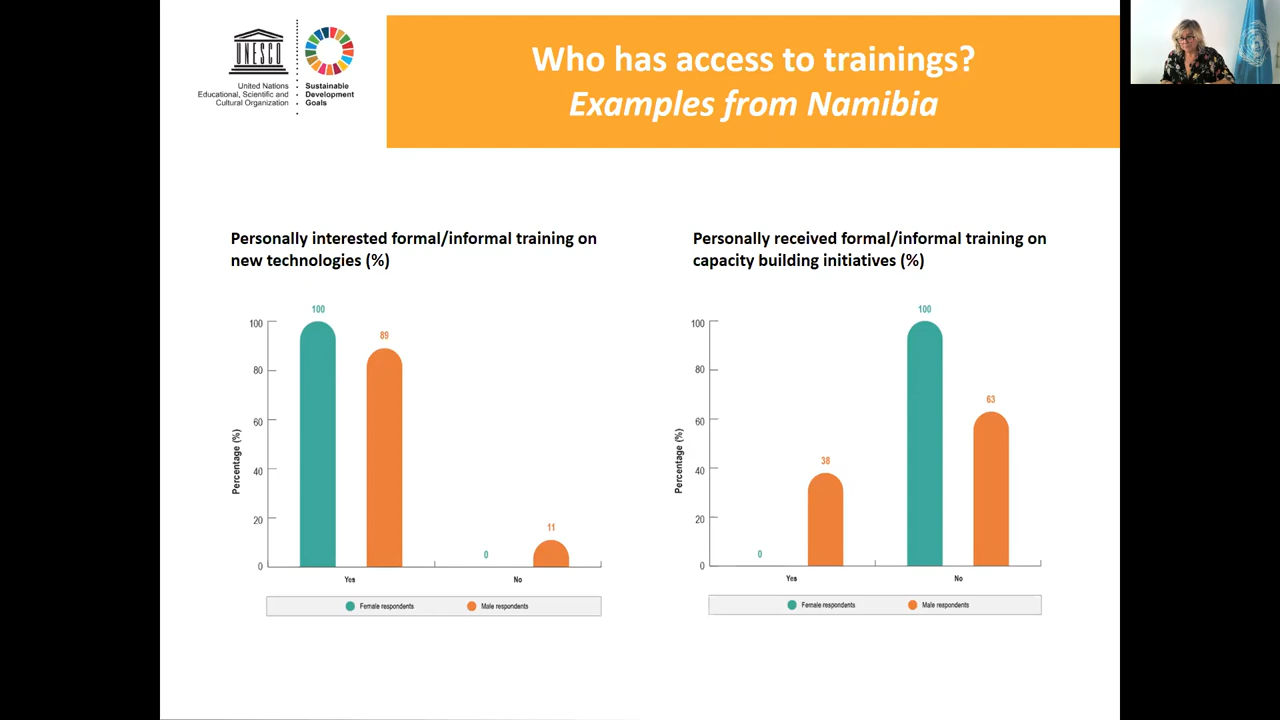 UNESCO
United Nations
Educational, Scientific and
Cultural Organization
Sustainable
Development
Goals
Who has access to trainings?
Examples from Namibia
Personally interested formal/informal training on
new technologies (%)
100
89
0
11
100
80
60
40
20
0
Percentage (%)
Yes
No
Female respondents
Male respondents
Personally received formal/informal training on
capacity building initiatives (%)
0
38
100
63
100
80
60
40
20
0
Percentage (%)
Yes
No
Female respondents
Male respondents